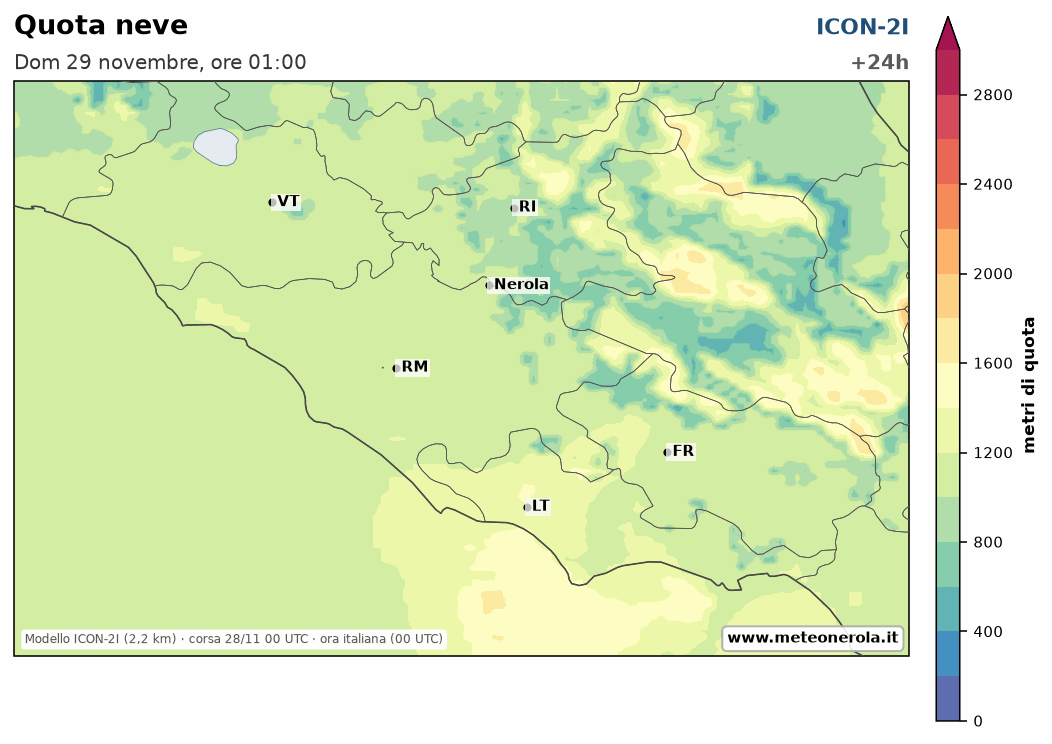 Quota neve
ICON-2I
Dom 29 novembre, ore 01:00
+24h
VT
RI
Nerola
RM
FR
LT
Modello ICON-2I (2,2 km) · corsa 28/11 00 UTC · ora italiana (00 UTC)
www.meteonerola.it
2800
2400
2000
1600
1200
800
400
0
metri di quota